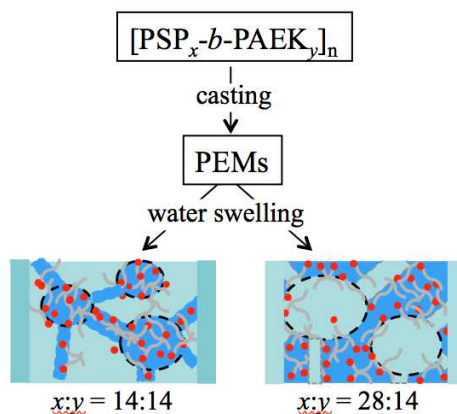 [PSPx-b-PAEKy]n
casting
PEMs
water swelling
x:y = 14:14
x:y = 28:14